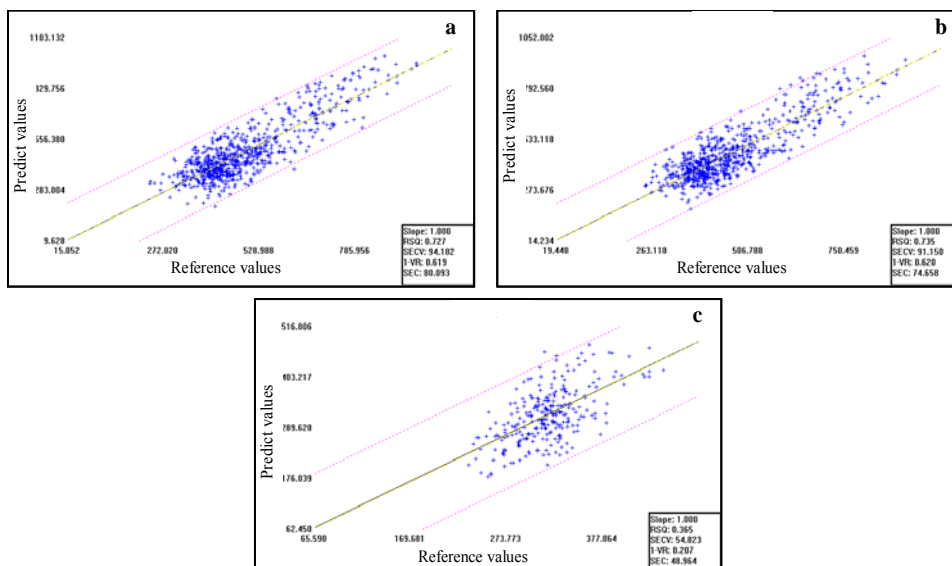 a
1103.132
829.756
556.380
283.004
9.628
15.052 272.020 528.988 785.956
Predict values
Reference values
Slope: 1.000
RSQ: 0.727
SECV: 94.182
1-VR: 0.619
SEC: 80.093
b
1052.002
792.560
533.118
273.676
14.234
19.448 263.118 506.788 750.459
Predict values
Reference values
Slope: 1.000
RSQ: 0.735
SECV: 91.150
1-VR: 0.620
SEC: 74.658
c
516.806
403.217
289.628
176.039
62.450
65.590 169.681 273.773 377.864
Predict values
Reference values
Slope: 1.000
RSQ: 0.365
SECV: 54.823
1-VR: 0.207
SEC: 48.964